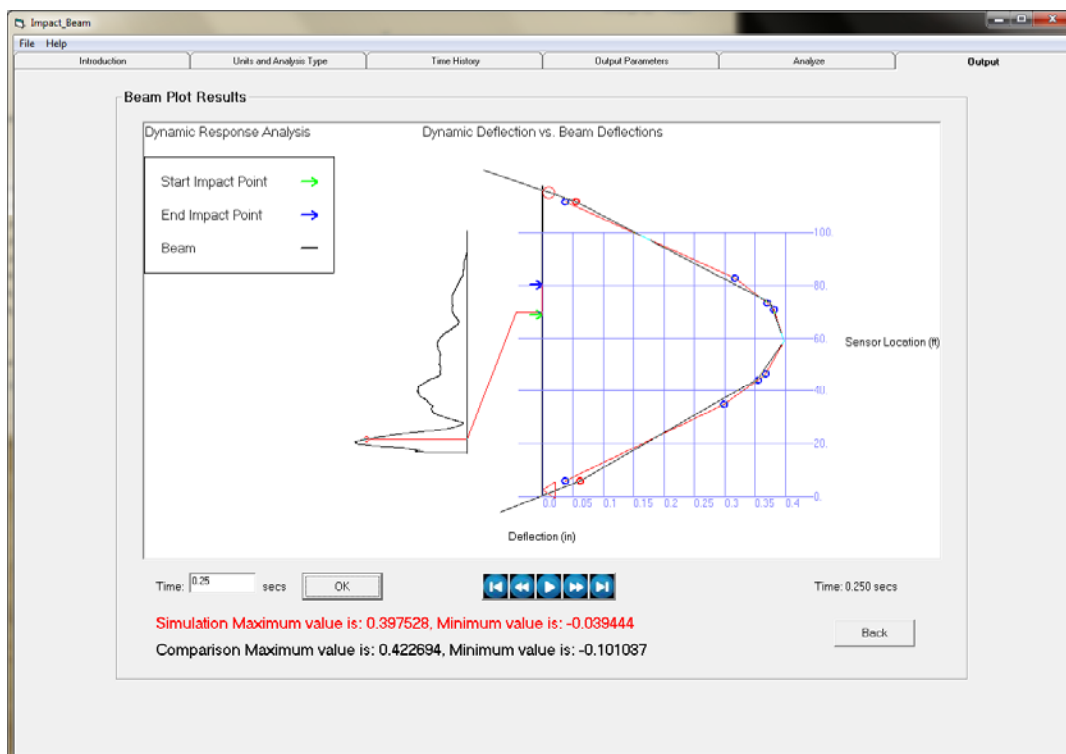 Impact_Beam
File Help
Introduction
Units and Analysis Type
Time History
Output Parameters
Analyze
Output
Beam Plot Results
Dynamic Response Analysis
Dynamic Deflection vs. Beam Deflections
Start Impact Point
End Impact Point
Beam
100.
80.
60.
Sensor Location (ft)
40.
20.
0.
0.0 0.05 0.1 0.15 0.2 0.25 0.3 0.35 0.4
Deflection (in)
Time: 0.25 secs
OK
Time: 0.250 secs
Simulation Maximum value is: 0.397528, Minimum value is: -0.039444
Comparison Maximum value is: 0.422694, Minimum value is: -0.101037
Back